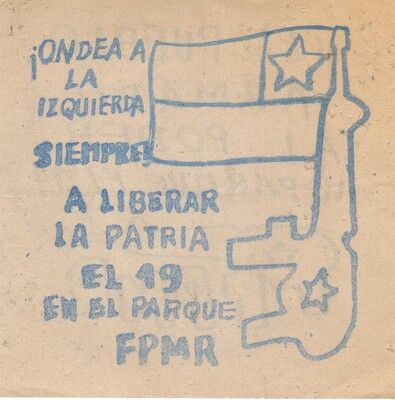 ¡ONDEA A
LA
IZQUIERDA
SIEMPRE!
A LIBERAR
LA PATRIA
EL 19
EN EL PARQUE
FPMR